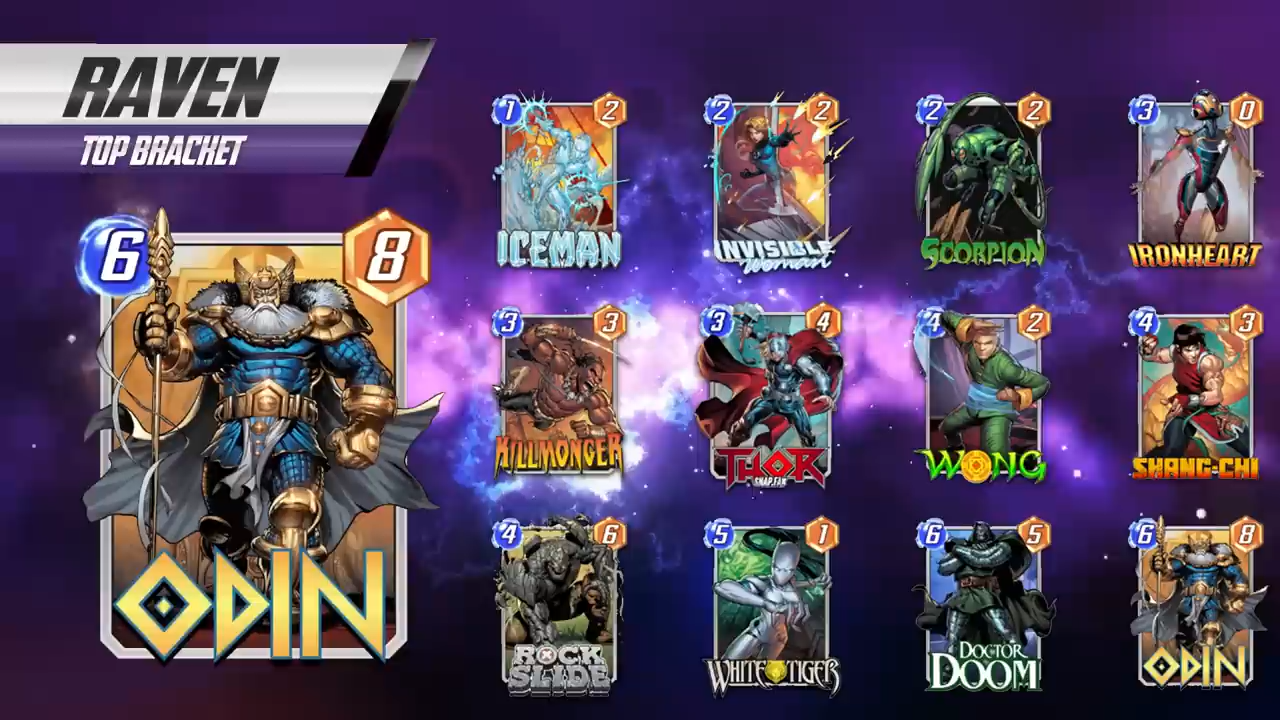 RAVEN
TOP BRACKET
6 8
ODIN
1 2
ICEMAN
2 2
INVISIBLE
Woman
2 2
SCORPION
3 0
IRONHEART
3 3
KILLMONGER
3 4
THOR
SNAP.FAN
4 2
WONG
4 3
SHANG-CHI
4 6
ROCK
SLIDE
5 1
WHITE TIGER
6 5
DOCTOR
DOOM
6 8
ODIN